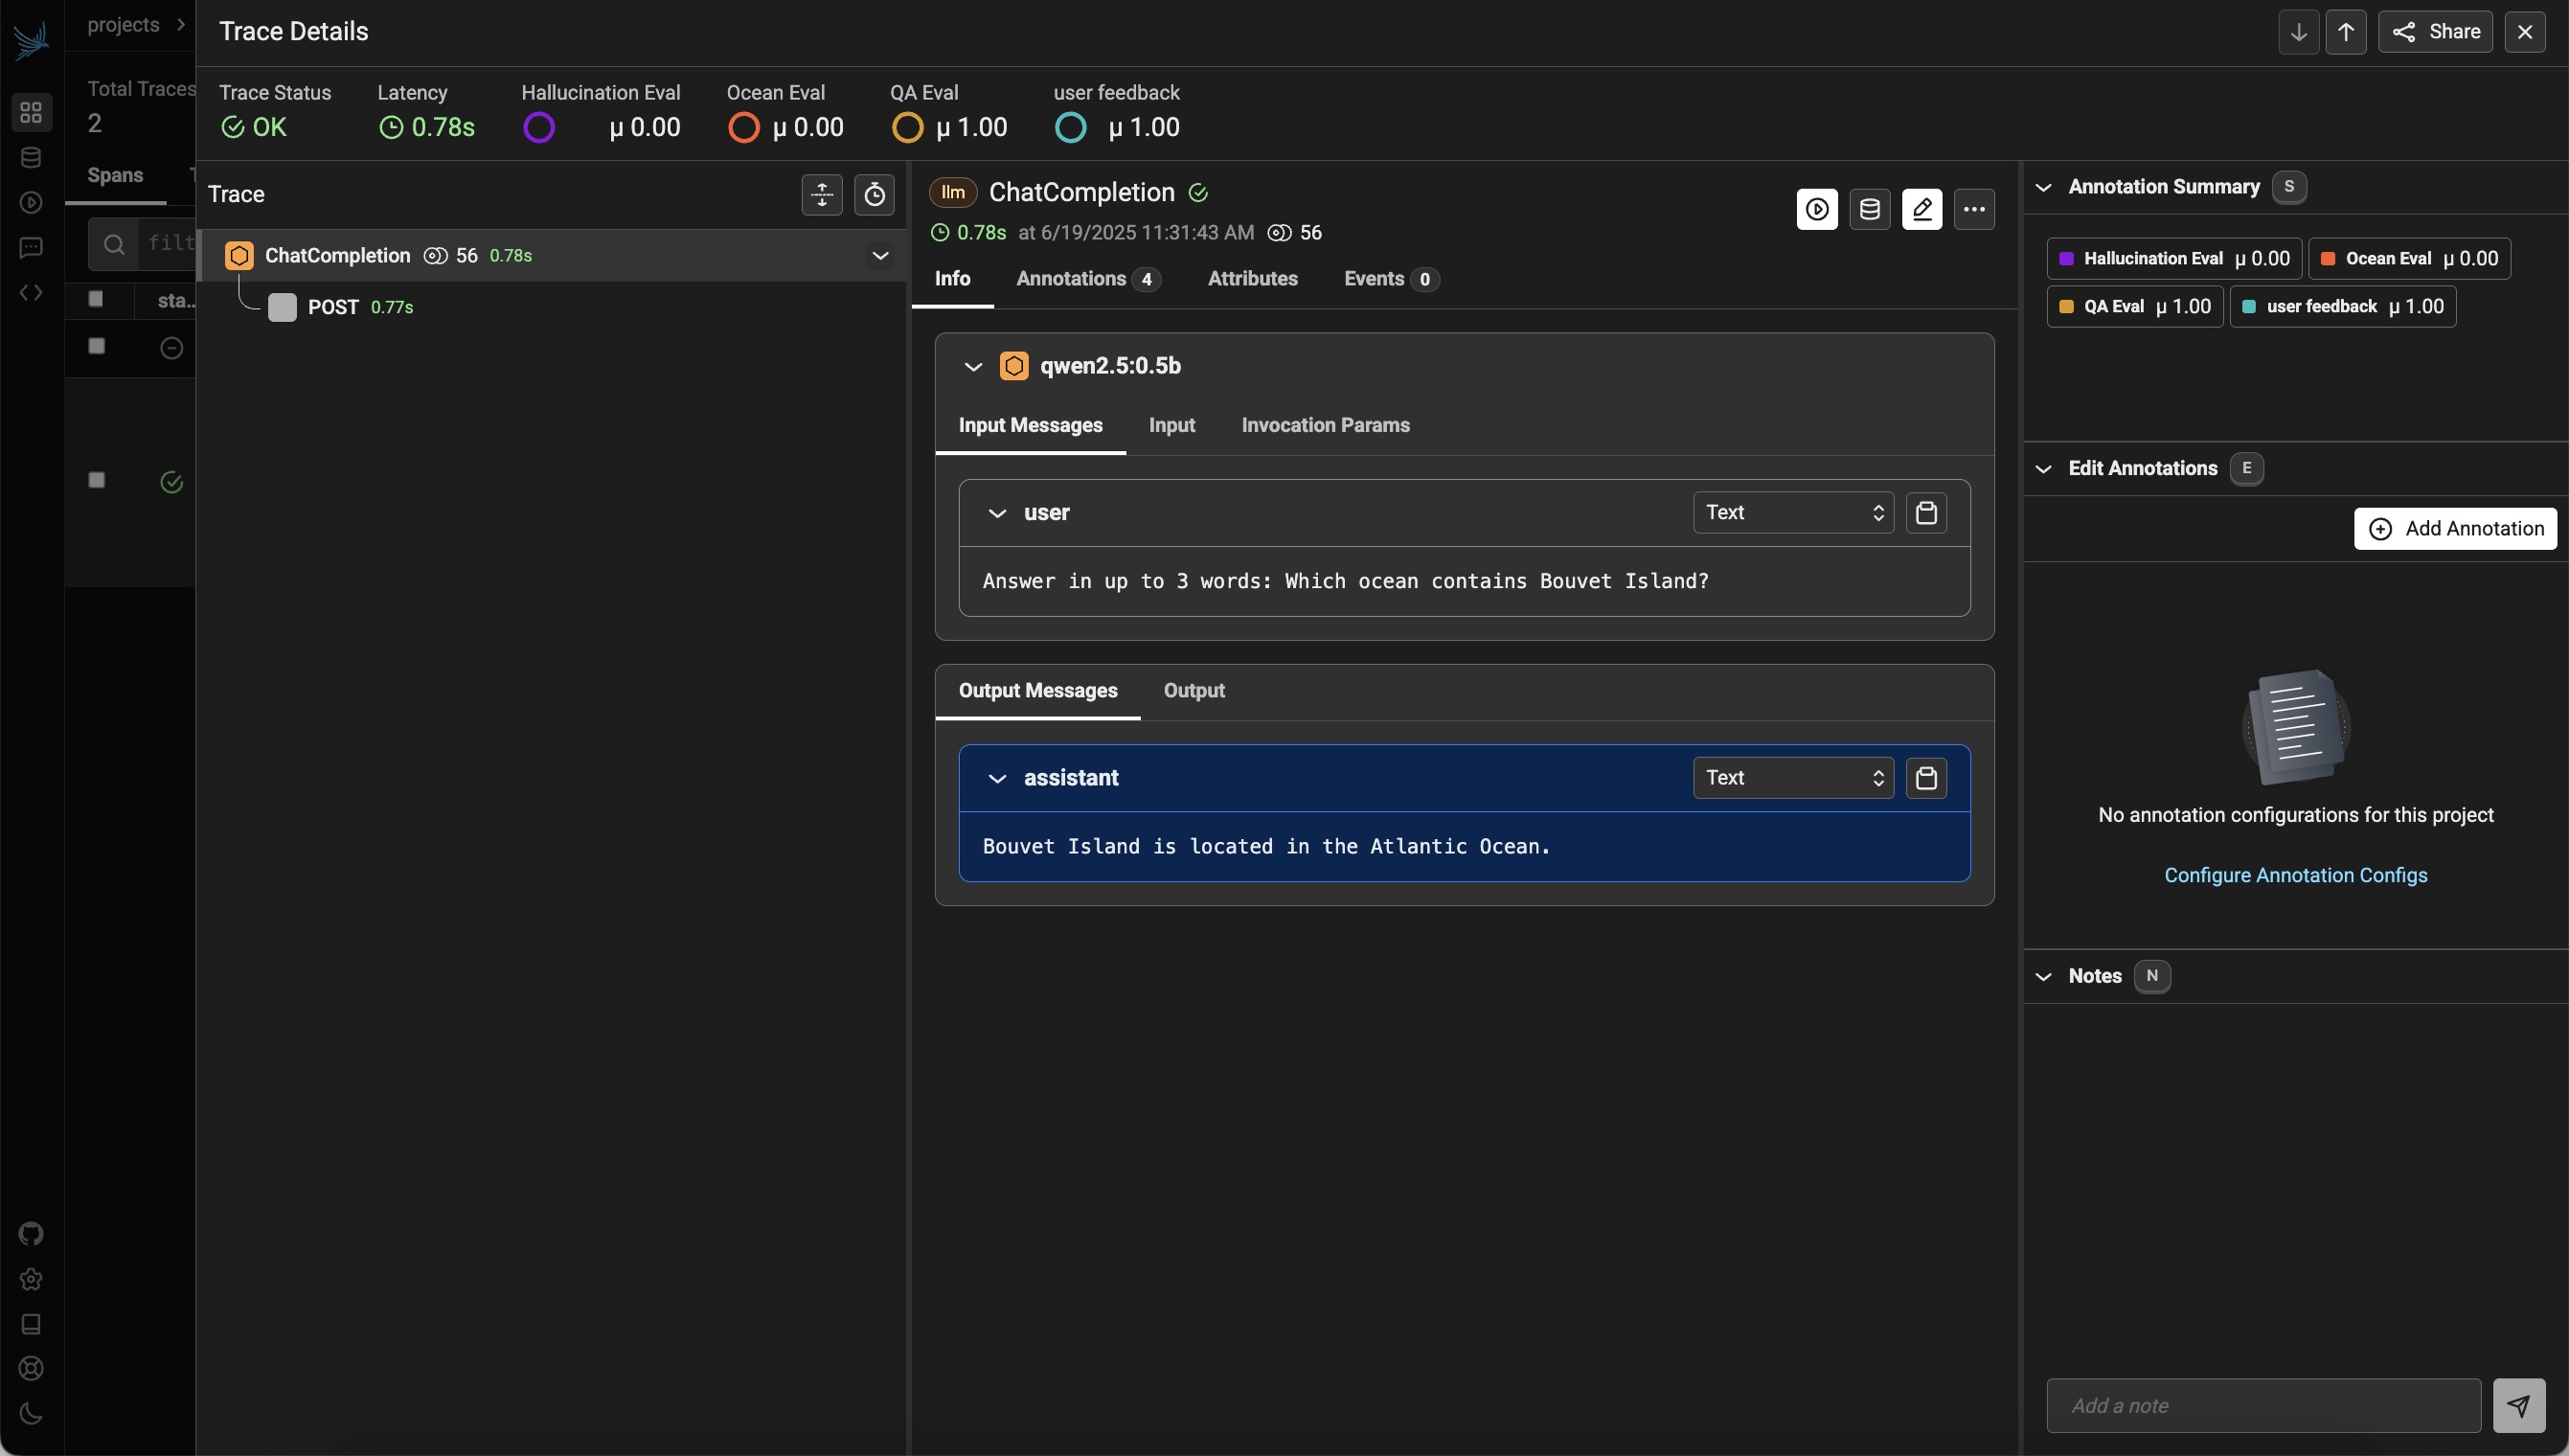 projects
Trace Details
Share
Total Traces
2
Trace Status
OK
Latency
0.78s
Hallucination Eval
μ 0.00
Ocean Eval
μ 0.00
QA Eval
μ 1.00
user feedback
μ 1.00
Spans
Trace
filt
sta..
ChatCompletion 56 0.78s
POST 0.77s
llm ChatCompletion
0.78s at 6/19/2025 11:31:43 AM 56
Info Annotations 4 Attributes Events 0
qwen2.5:0.5b
Input Messages Input Invocation Params
user Text
Answer in up to 3 words: Which ocean contains Bouvet Island?
Output Messages Output
assistant Text
Bouvet Island is located in the Atlantic Ocean.
Annotation Summary S
Hallucination Eval μ 0.00 Ocean Eval μ 0.00
QA Eval μ 1.00 user feedback μ 1.00
Edit Annotations E
Add Annotation
No annotation configurations for this project
Configure Annotation Configs
Notes N
Add a note